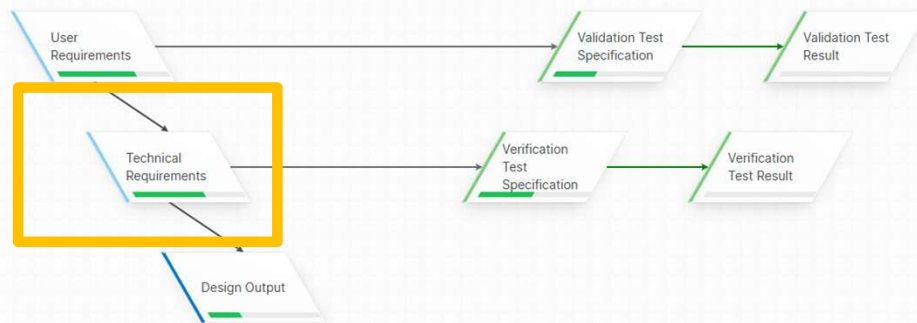 User
Requirements
Validation Test
Specification
Validation Test
Result
Technical
Requirements
Verification
Test
Specification
Verification
Test Result
Design Output